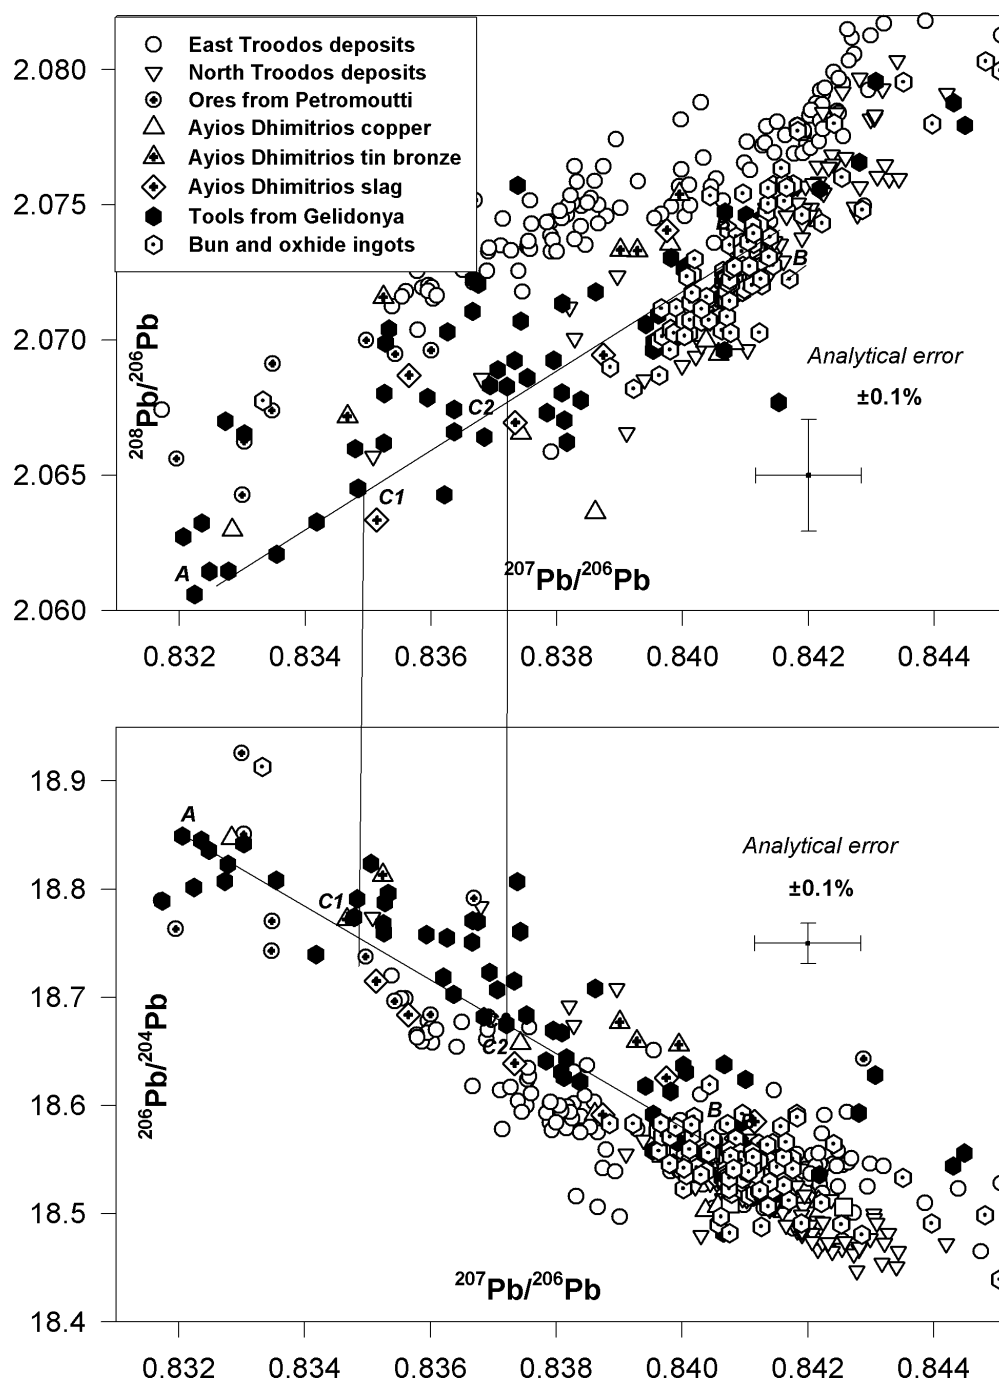 East Troodos deposits
North Troodos deposits
Ores from Petromoutti
Ayios Dhimitrios copper
Ayios Dhimitrios tin bronze
Ayios Dhimitrios slag
Tools from Gelidonya
Bun and oxhide ingots
2.080
2.075
2.070
2.065
2.060
208Pb/206Pb
B
B
C2
C1
A
Analytical error
±0.1%
207Pb/206Pb
0.832 0.834 0.836 0.838 0.840 0.842 0.844
18.9
18.8
18.7
18.6
18.5
18.4
206Pb/204Pb
A
C1
C2
B
Analytical error
±0.1%
207Pb/206Pb
0.832 0.834 0.836 0.838 0.840 0.842 0.844